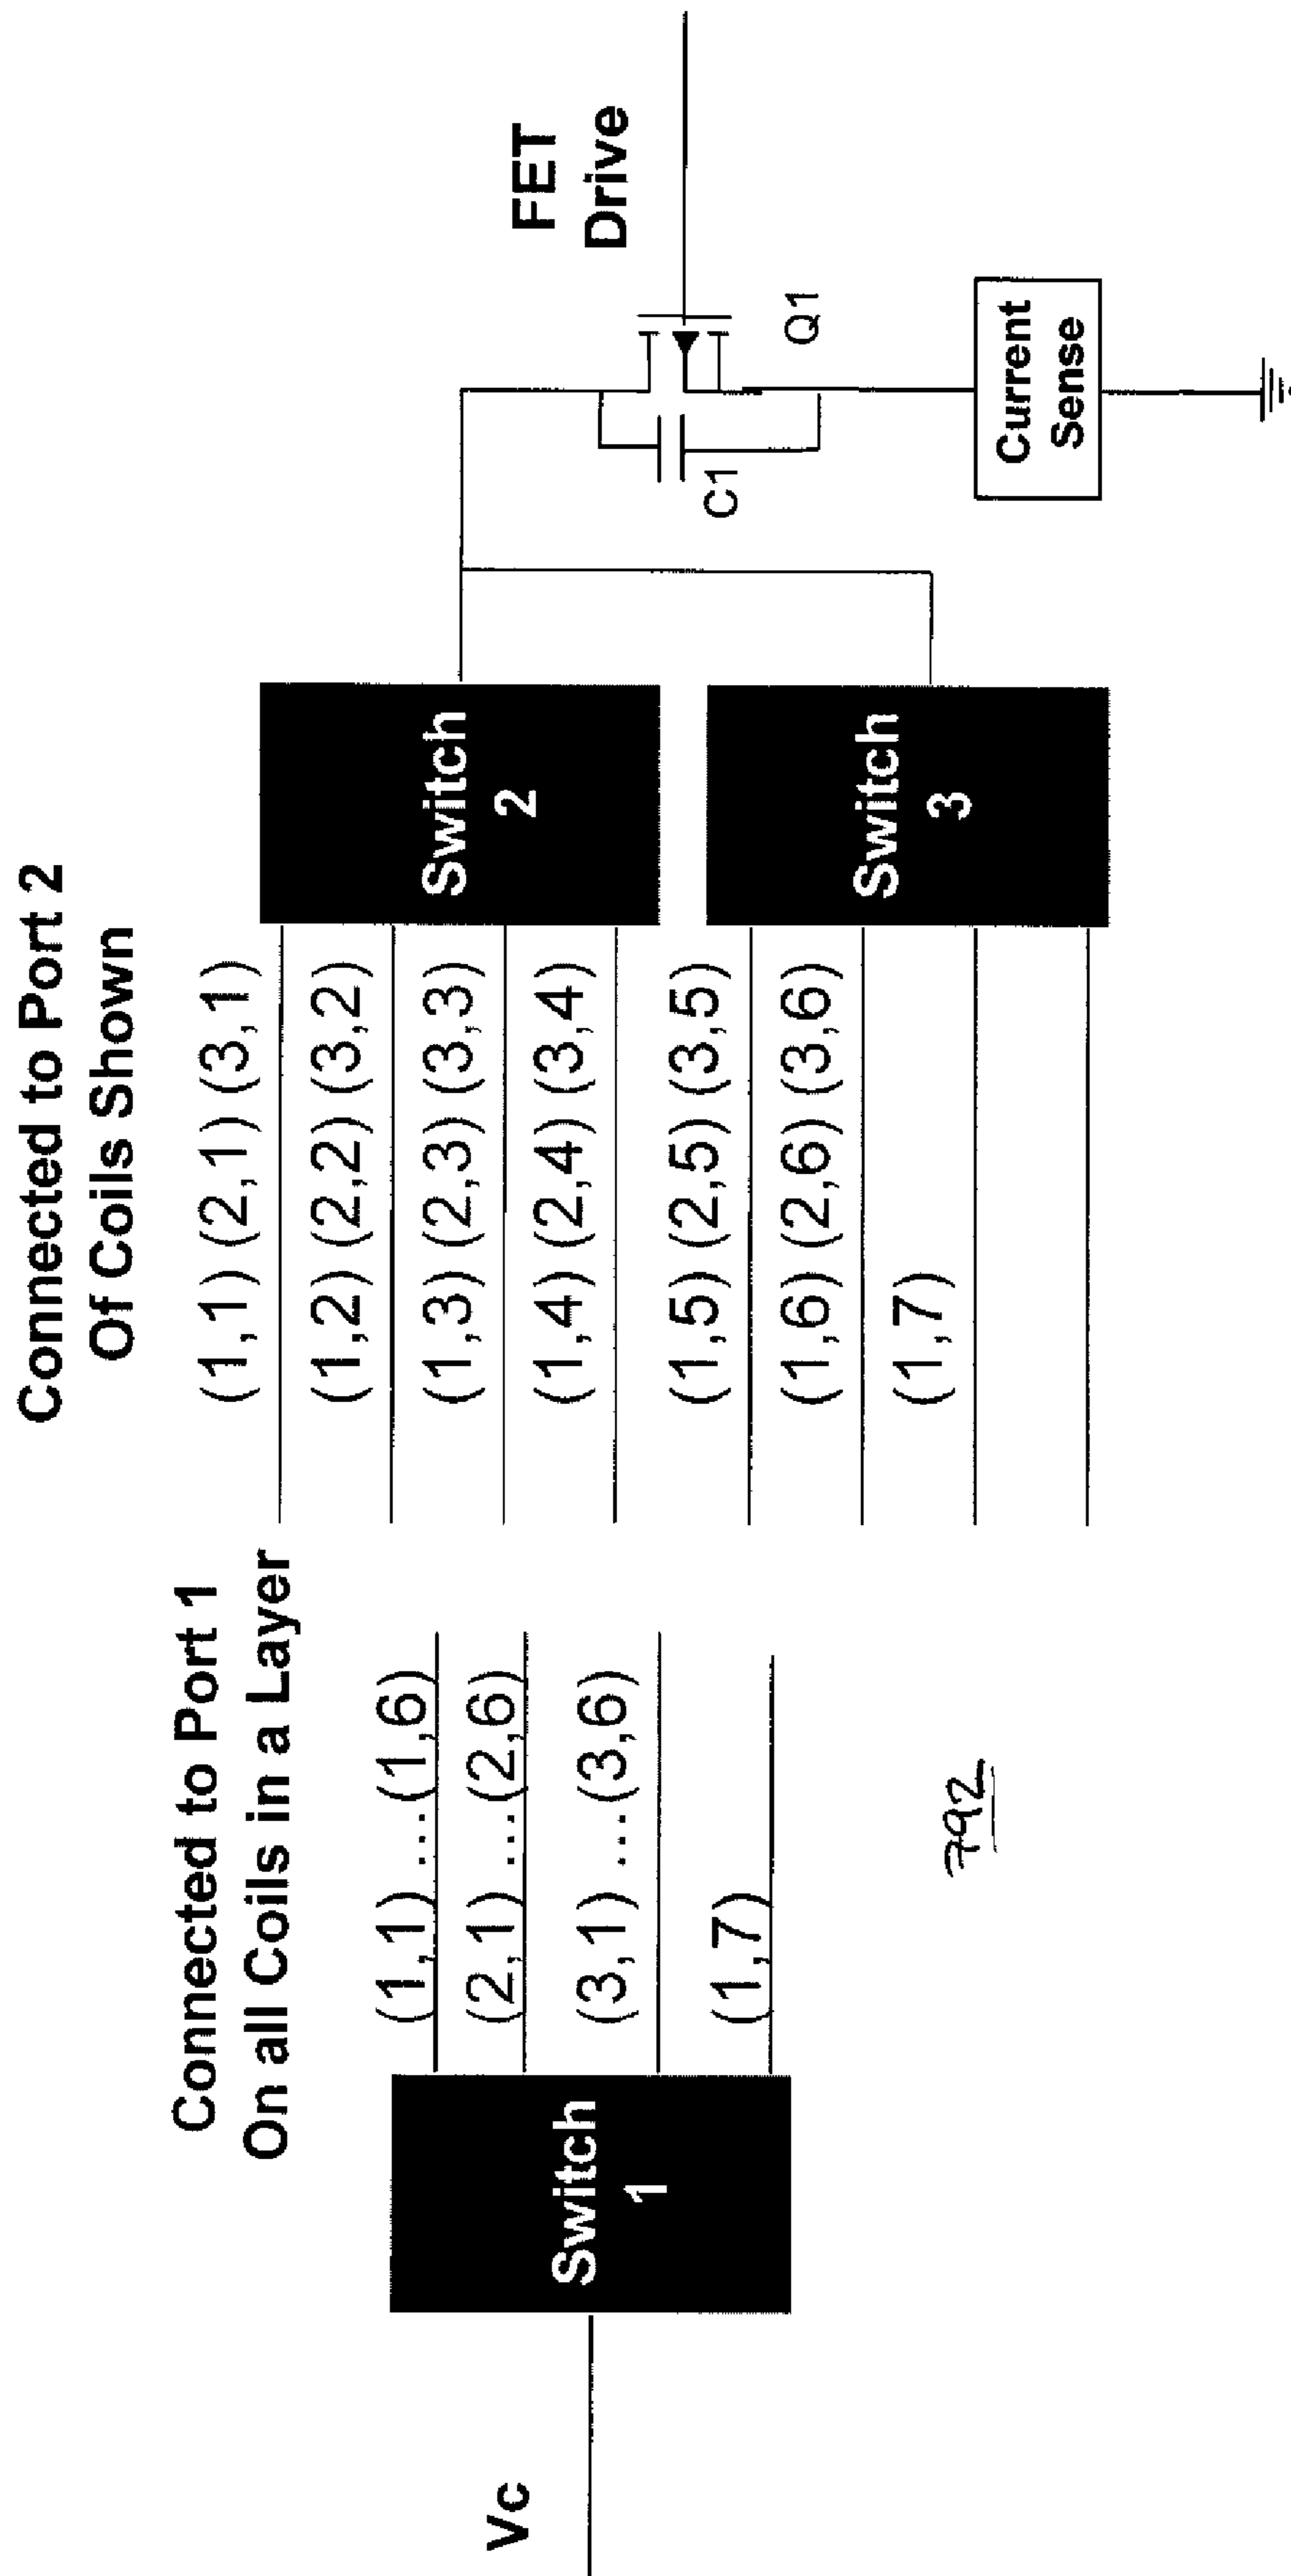 Vc
Switch
1
Connected to Port 1
On all Coils in a Layer
(1,1) ...(1,6)
(2,1) ...(2,6)
(3,1) ...(3,6)
(1,7)
Connected to Port 2
Of Coils Shown
(1,1) (2,1) (3,1)
(1,2) (2,2) (3,2)
(1,3) (2,3) (3,3)
(1,4) (2,4) (3,4)
(1,5) (2,5) (3,5)
(1,6) (2,6) (3,6)
(1,7)
Switch
2
Switch
3
FET
Drive
C1
Q1
Current
Sense
792